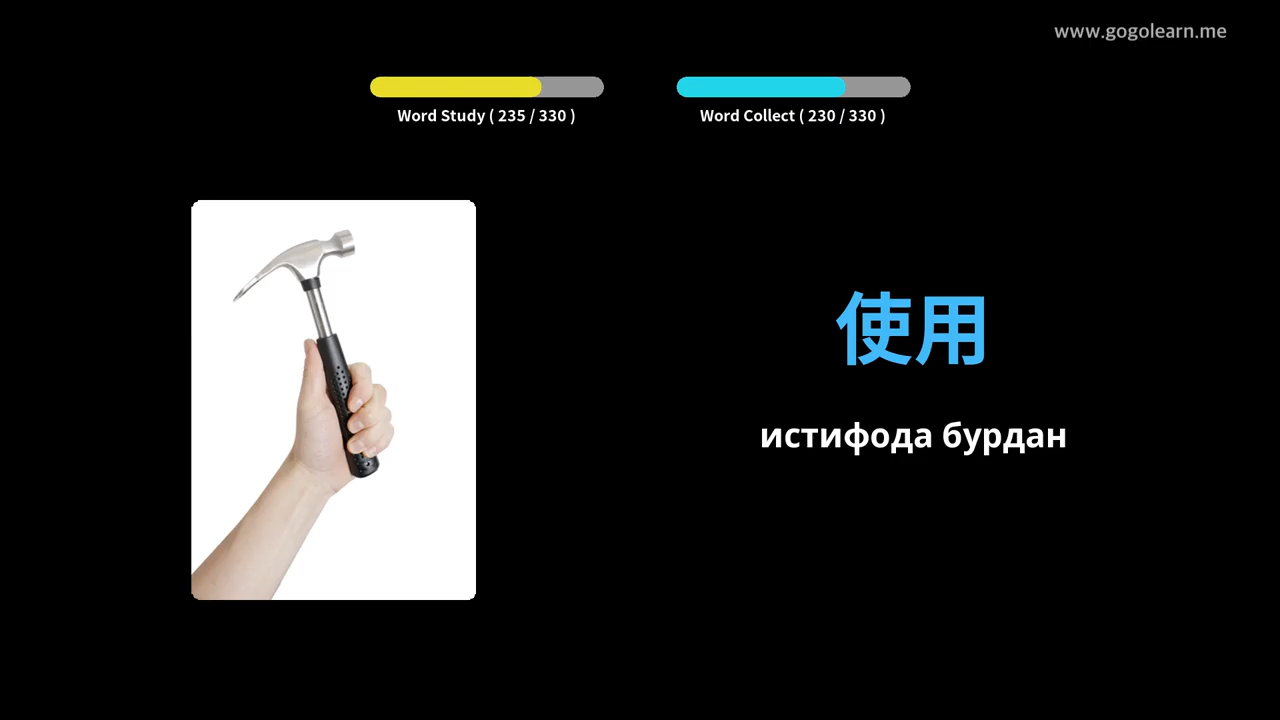 www.gogolearn.me
Word Study ( 235 / 330 )
Word Collect ( 230 / 330 )
使用
истифода бурдан